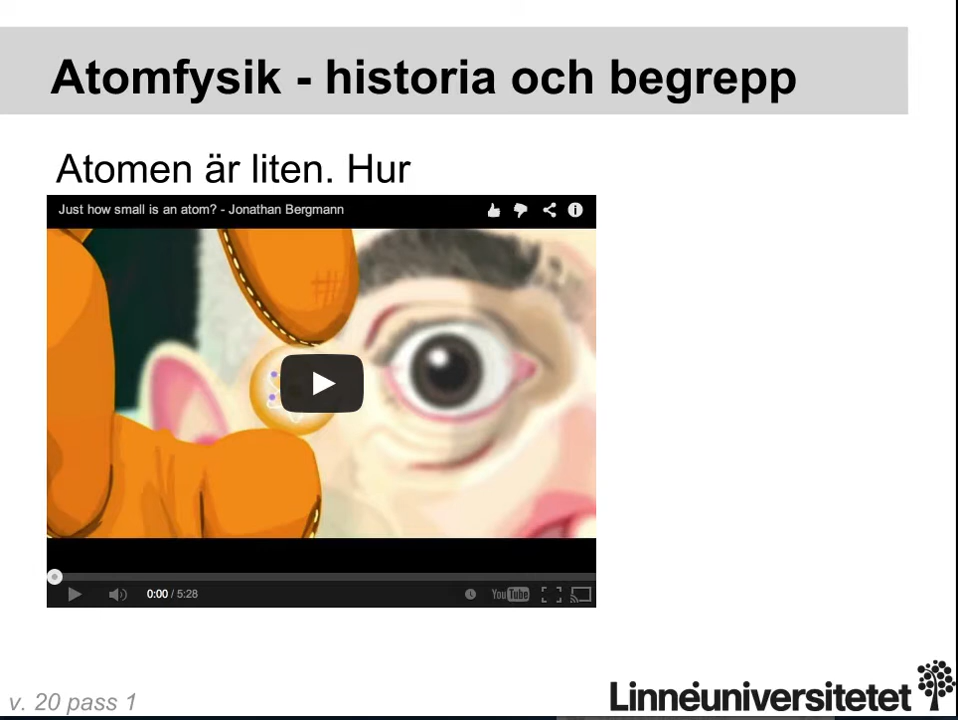 Atomfysik - historia och begrepp
Atomen är liten. Hur
Just how small is an atom? - Jonathan Bergmann
0:00 / 5:28
YouTube
v. 20 pass 1
Linnéuniversitetet